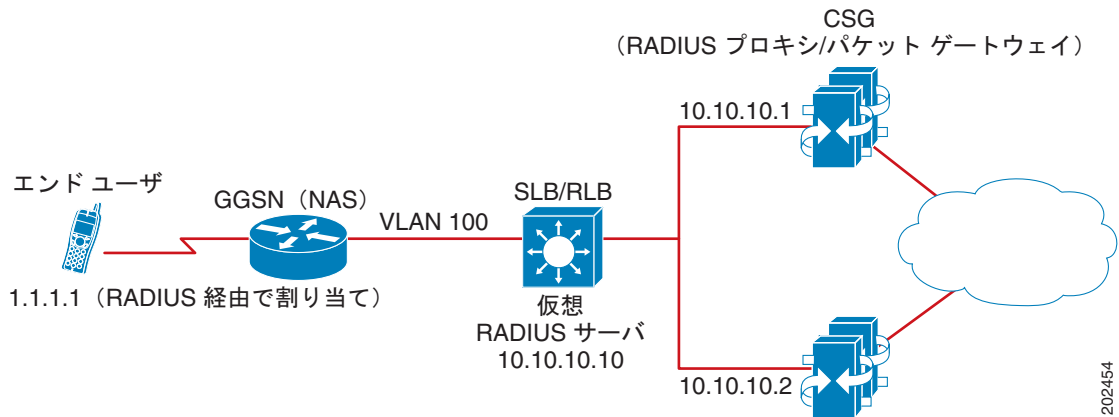 CSG
（RADIUS プロキシ/パケット ゲートウェイ）
10.10.10.1
エンド ユーザ
GGSN（NAS）
VLAN 100
SLB/RLB
1.1.1.1（RADIUS 経由で割り当て）
仮想
RADIUS サーバ
10.10.10.10
10.10.10.2
202454